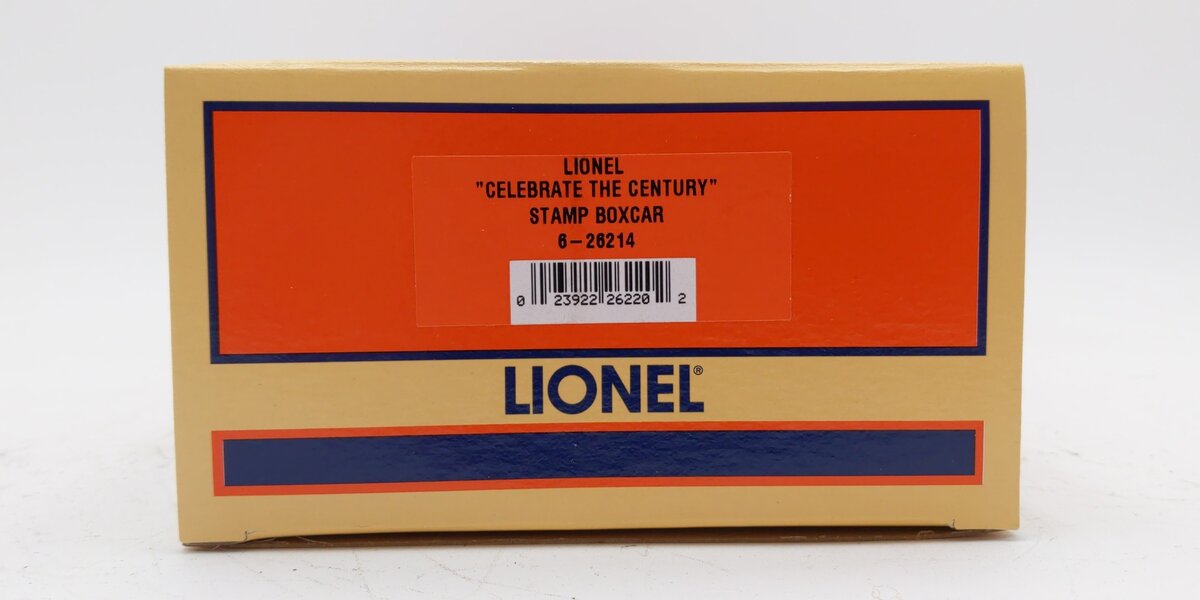 LIONEL
"CELEBRATE THE CENTURY"
STAMP BOXCAR
6-26214
0 23922 26220 2
LIONEL®